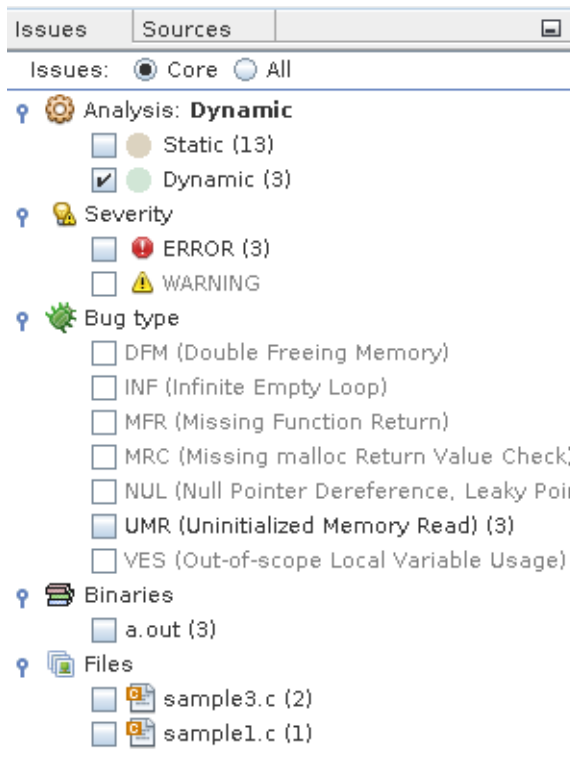 Issues Sources
Issues: Core All
Analysis: Dynamic
Static (13)
Dynamic (3)
Severity
ERROR (3)
WARNING
Bug type
DFM (Double Freeing Memory)
INF (Infinite Empty Loop)
MFR (Missing Function Return)
MRC (Missing malloc Return Value Check)
NUL (Null Pointer Dereference, Leaky Poi
UMR (Uninitialized Memory Read) (3)
VES (Out-of-scope Local Variable Usage)
Binaries
a.out (3)
Files
sample3.c (2)
sample1.c (1)